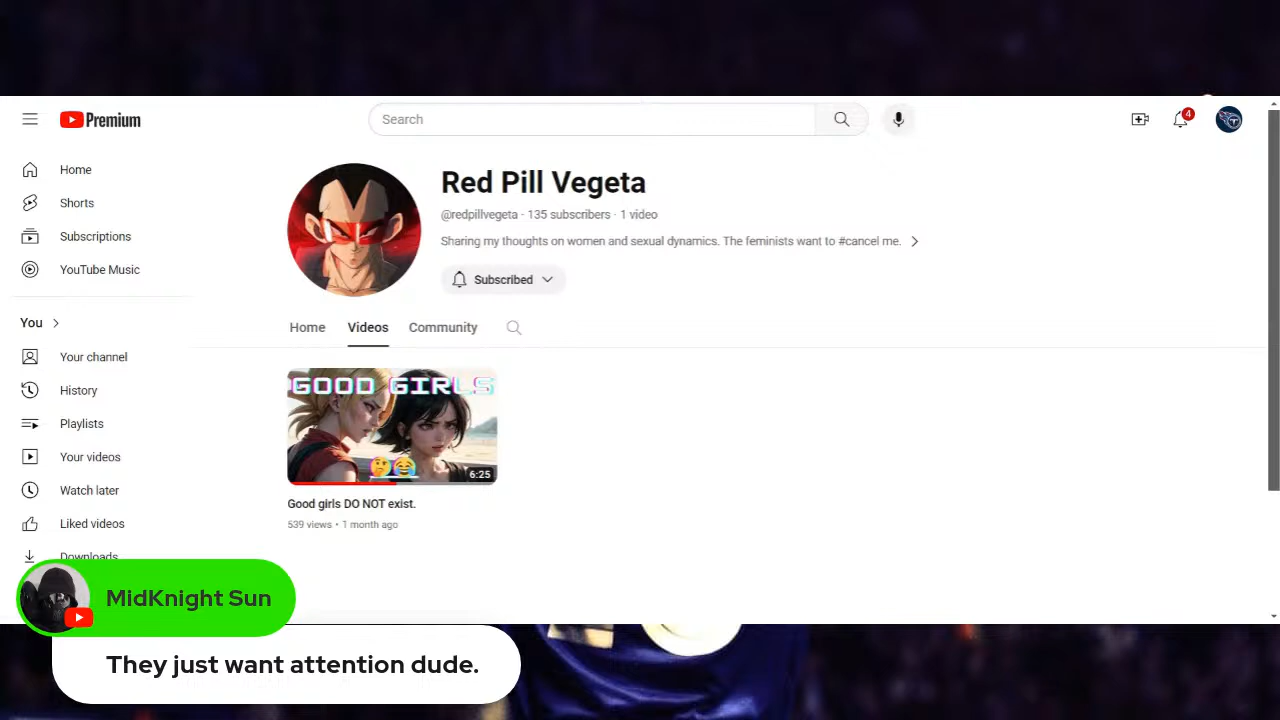 Premium
Search
4
Home
Shorts
Subscriptions
YouTube Music
You
Your channel
History
Playlists
Your videos
Watch later
Liked videos
Downloads
Red Pill Vegeta
@redpillvegeta · 135 subscribers · 1 video
Sharing my thoughts on women and sexual dynamics. The feminists want to #cancel me.
Subscribed
Home Videos Community
GOOD GIRLS
6:25
Good girls DO NOT exist.
539 views • 1 month ago
MidKnight Sun
They just want attention dude.